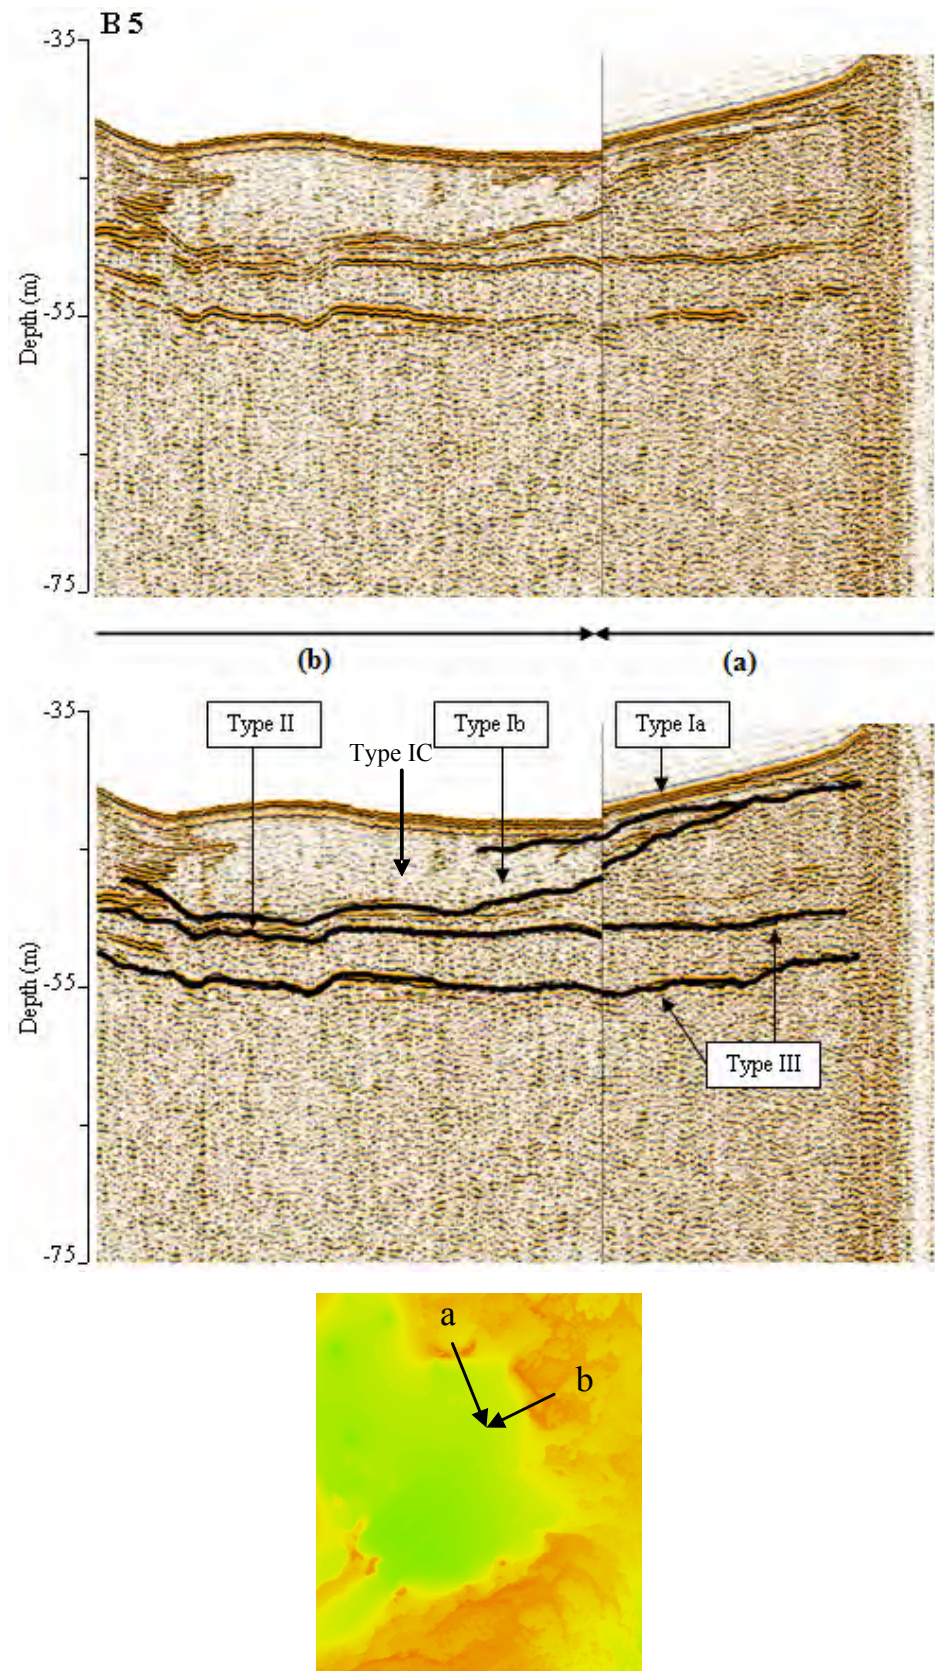 B 5
-35
Depth (m)
-55
-75
(b) (a)
-35
Type II Type Ib Type Ia
Type IC
Depth (m)
-55
Type III
-75
a
b